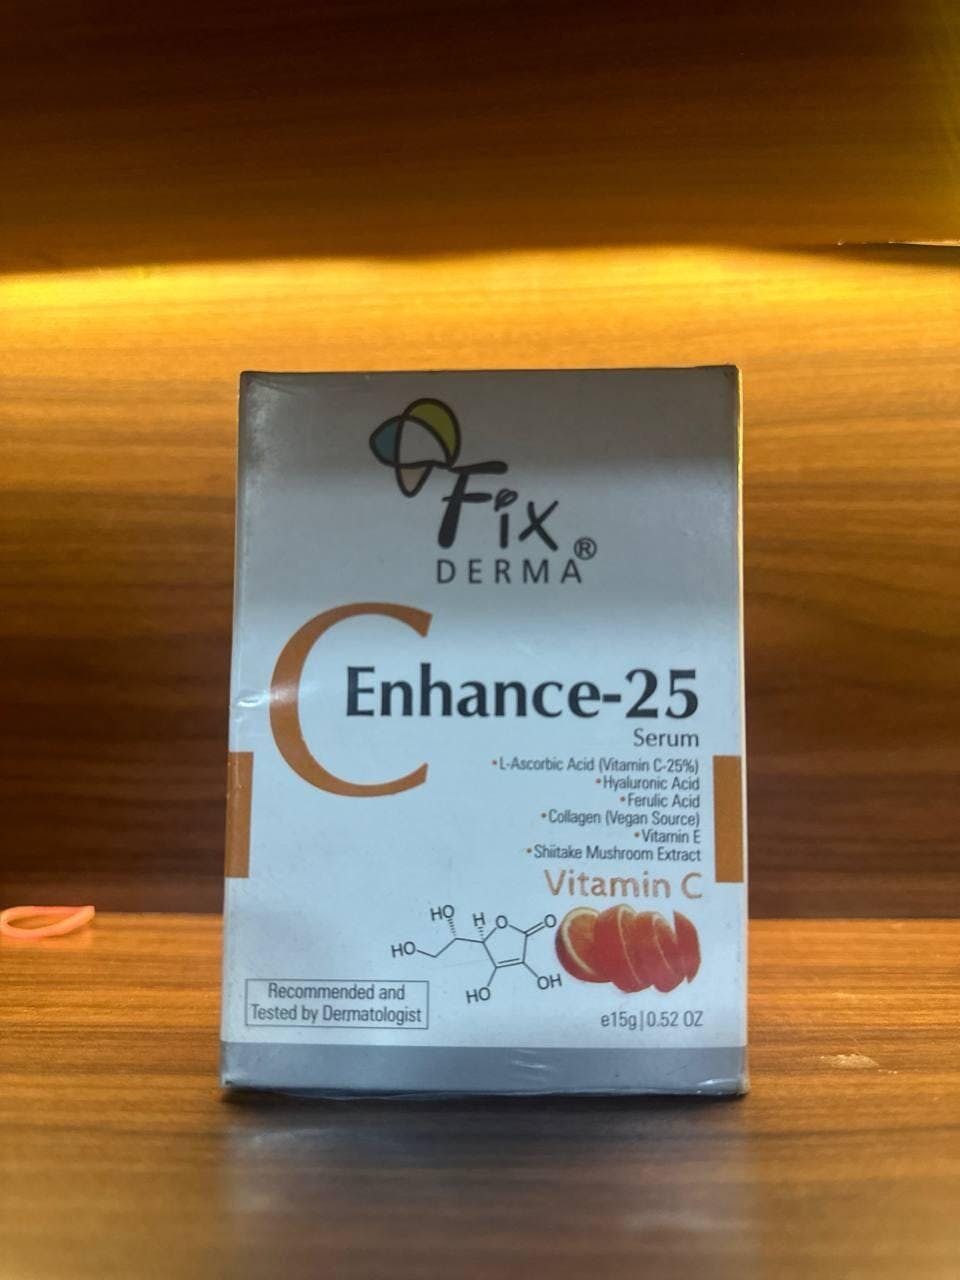 Fix
DERMA®
C Enhance-25
Serum
•L-Ascorbic Acid (Vitamin C-25%)
•Hyaluronic Acid
•Ferulic Acid
•Collagen (Vegan Source)
•Vitamin E
•Shiitake Mushroom Extract
Vitamin C
HO
H
O
O
HO
HO
OH
Recommended and
Tested by Dermatologist
e15g|0.52 OZ